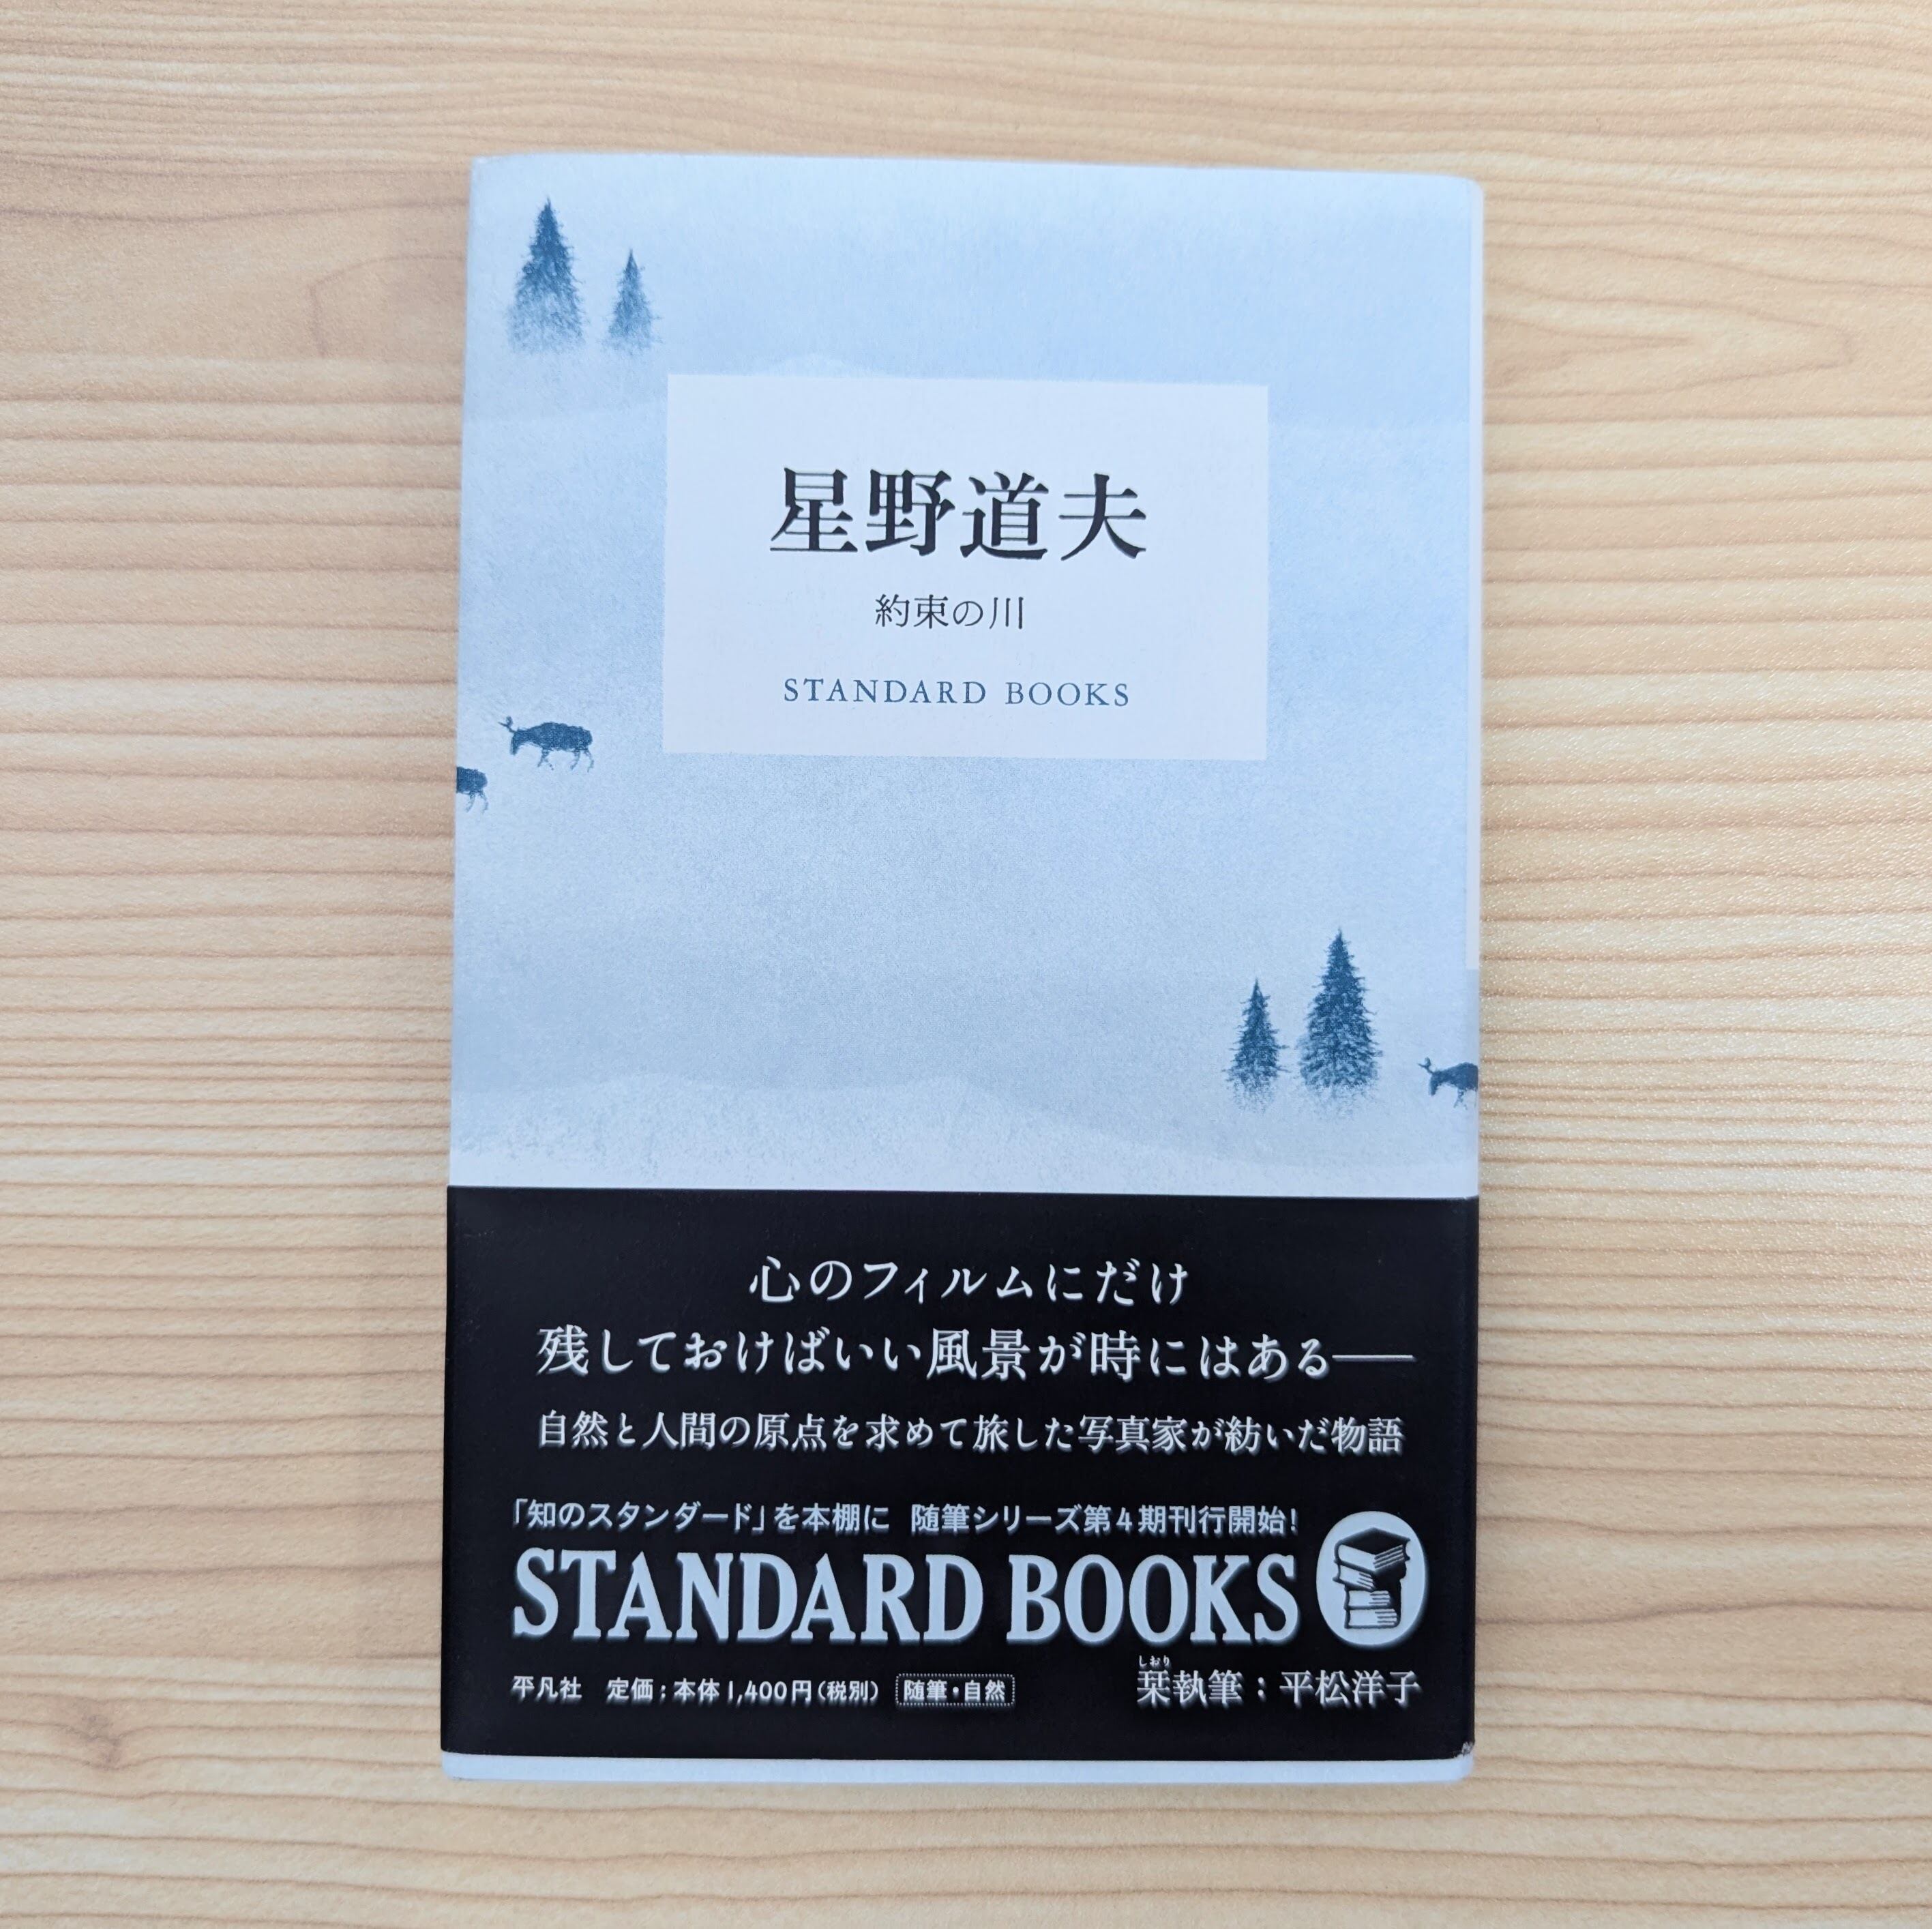 星野道夫
約束の川
STANDARD BOOKS
心のフィルムにだけ
残しておけばいい風景が時にはある——
自然と人間の原点を求めて旅した写真家が紡いだ物語
「知のスタンダード」を本棚に 随筆シリーズ第4期刊行開始!
STANDARD BOOKS
平凡社 定価:本体1,400円(税別) 随筆・自然
しおり
栞執筆:平松洋子